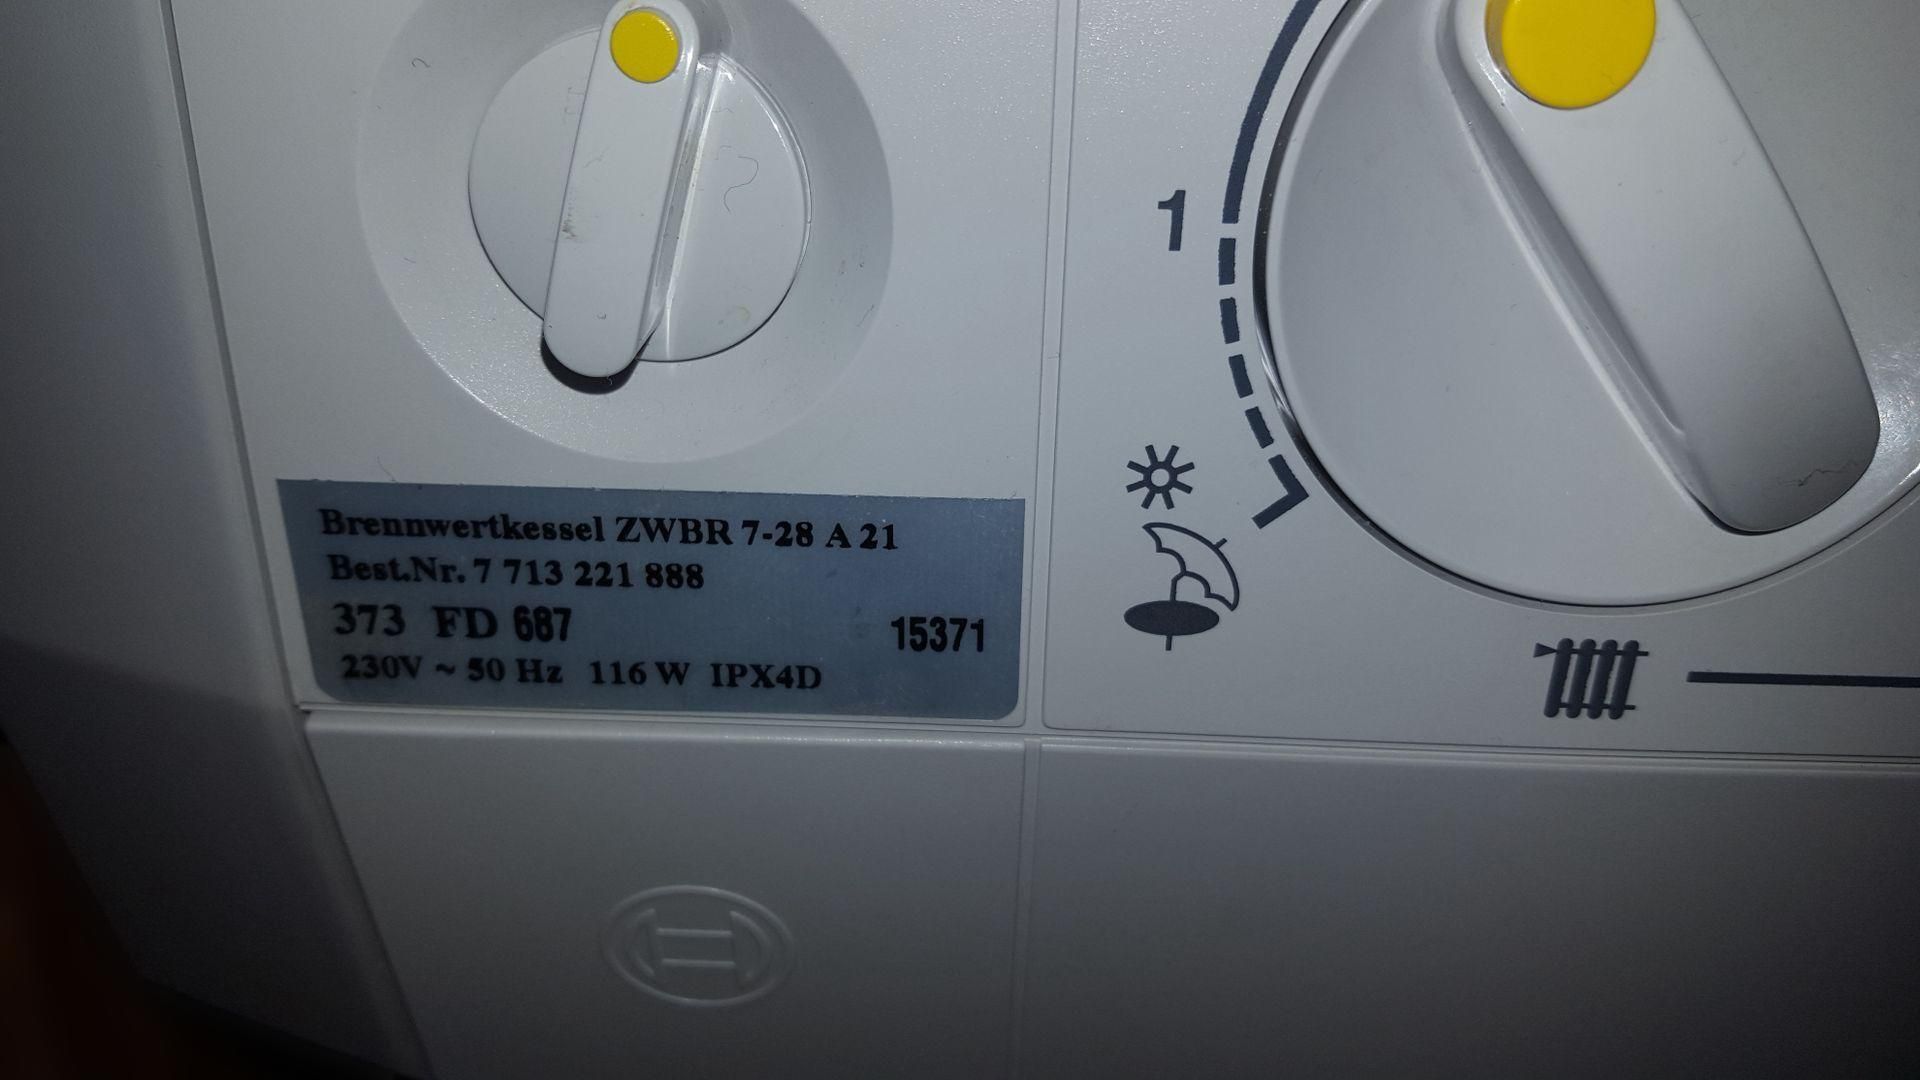 1
Brennwertkessel ZWBR 7-28 A 21
Best.Nr. 7 713 221 888
373 FD 687 15371
230V ~ 50 Hz 116 W IPX4D